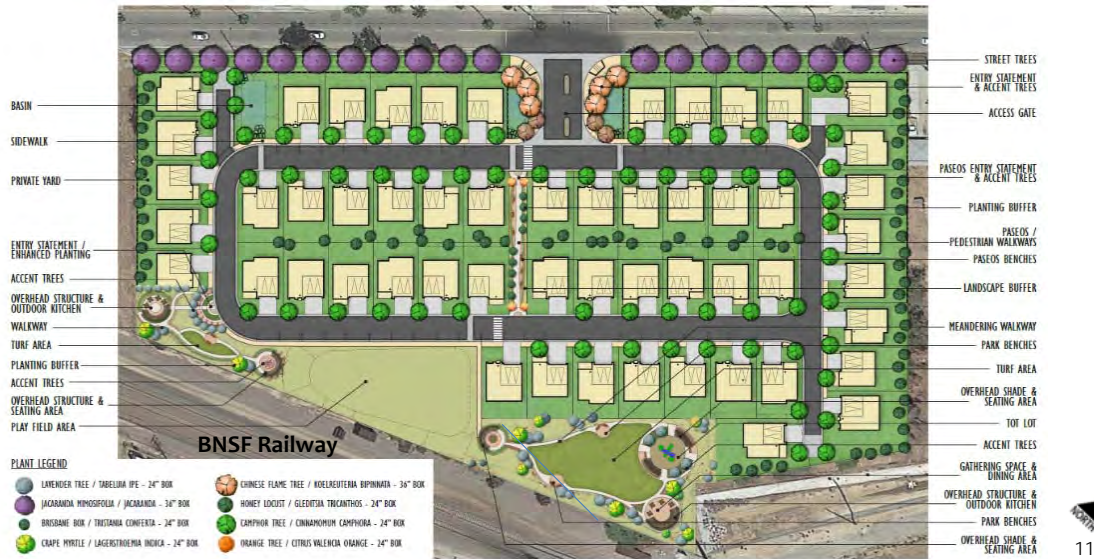 BASIN
SIDEWALK
PRIVATE YARD
ENTRY STATEMENT /
ENHANCED PLANTING
ACCENT TREES
OVERHEAD STRUCTURE &
OUTDOOR KITCHEN
WALKWAY
TURF AREA
PLANTING BUFFER
ACCENT TREES
OVERHEAD STRUCTURE &
SEATING AREA
PLAY FIELD AREA
BNSF Railway
STREET TREES
ENTRY STATEMENT
& ACCENT TREES
ACCESS GATE
PASEOS ENTRY STATEMENT
& ACCENT TREES
PLANTING BUFFER
PASEOS /
PEDESTRIAN WALKWAYS
PASEOS BENCHES
LANDSCAPE BUFFER
MEANDERING WALKWAY
PARK BENCHES
TURF AREA
OVERHEAD SHADE &
SEATING AREA
TOT LOT
ACCENT TREES
GATHERING SPACE &
DINING AREA
OVERHEAD STRUCTURE &
OUTDOOR KITCHEN
PARK BENCHES
OVERHEAD SHADE &
SEATING AREA
PLANT LEGEND
LAVENDER TREE / TABEBUIA IPE - 24" BOX
JACARANDA MIMOSIFOLIA / JACARANDA - 36" BOX
BRISBANE BOX / TRISTANIA CONFERTA - 24" BOX
CRAPE MYRTLE / LAGERSTROEMIA INDICA - 24" BOX
CHINESE FLAME TREE / KOELREUTERIA BIPINNATA - 36" BOX
HONEY LOCUST / GLEDITSIA TRICANTHOS - 24" BOX
CAMPHOR TREE / CINNAMOMUM CAMPHORA - 24" BOX
ORANGE TREE / CITRUS VALENCIA ORANGE - 24" BOX
NORTH
11